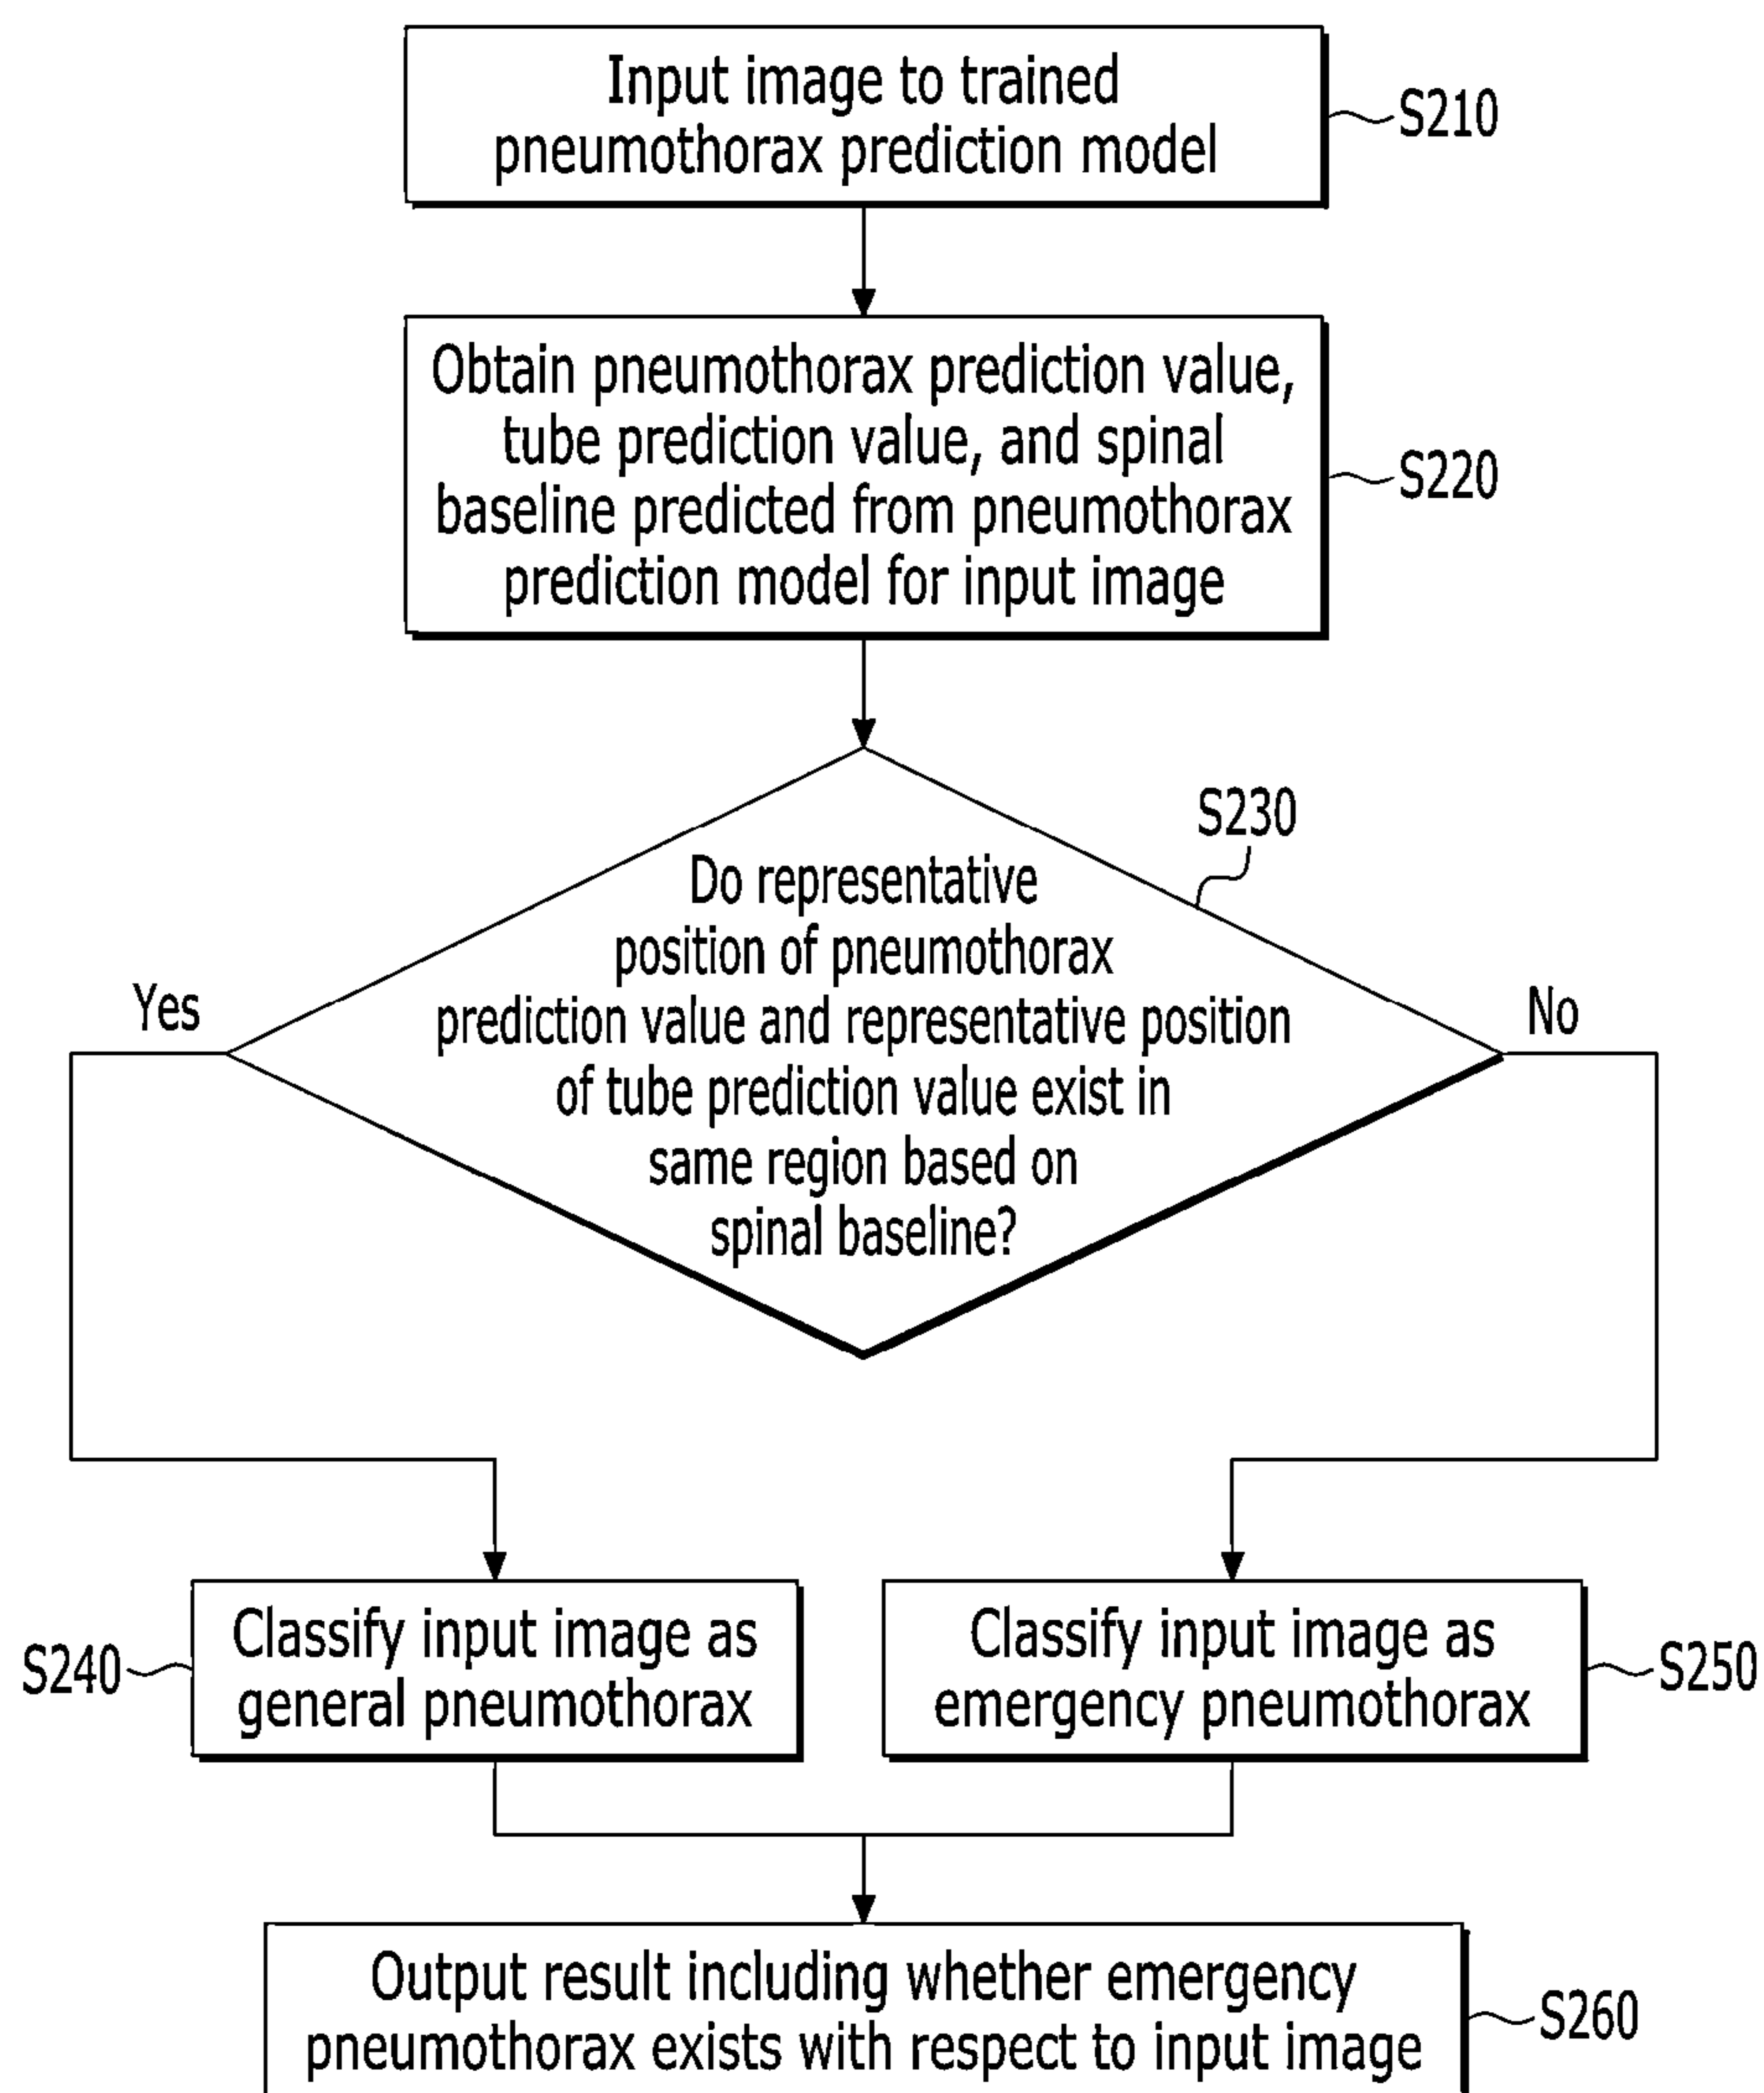 Input image to trained
pneumothorax prediction model
S210
Obtain pneumothorax prediction value,
tube prediction value, and spinal
baseline predicted from pneumothorax
prediction model for input image
S220
S230
Do representative
position of pneumothorax
prediction value and representative position
of tube prediction value exist in
same region based on
spinal baseline?
Yes
No
S240
Classify input image as
general pneumothorax
Classify input image as
emergency pneumothorax
S250
Output result including whether emergency
pneumothorax exists with respect to input image
S260